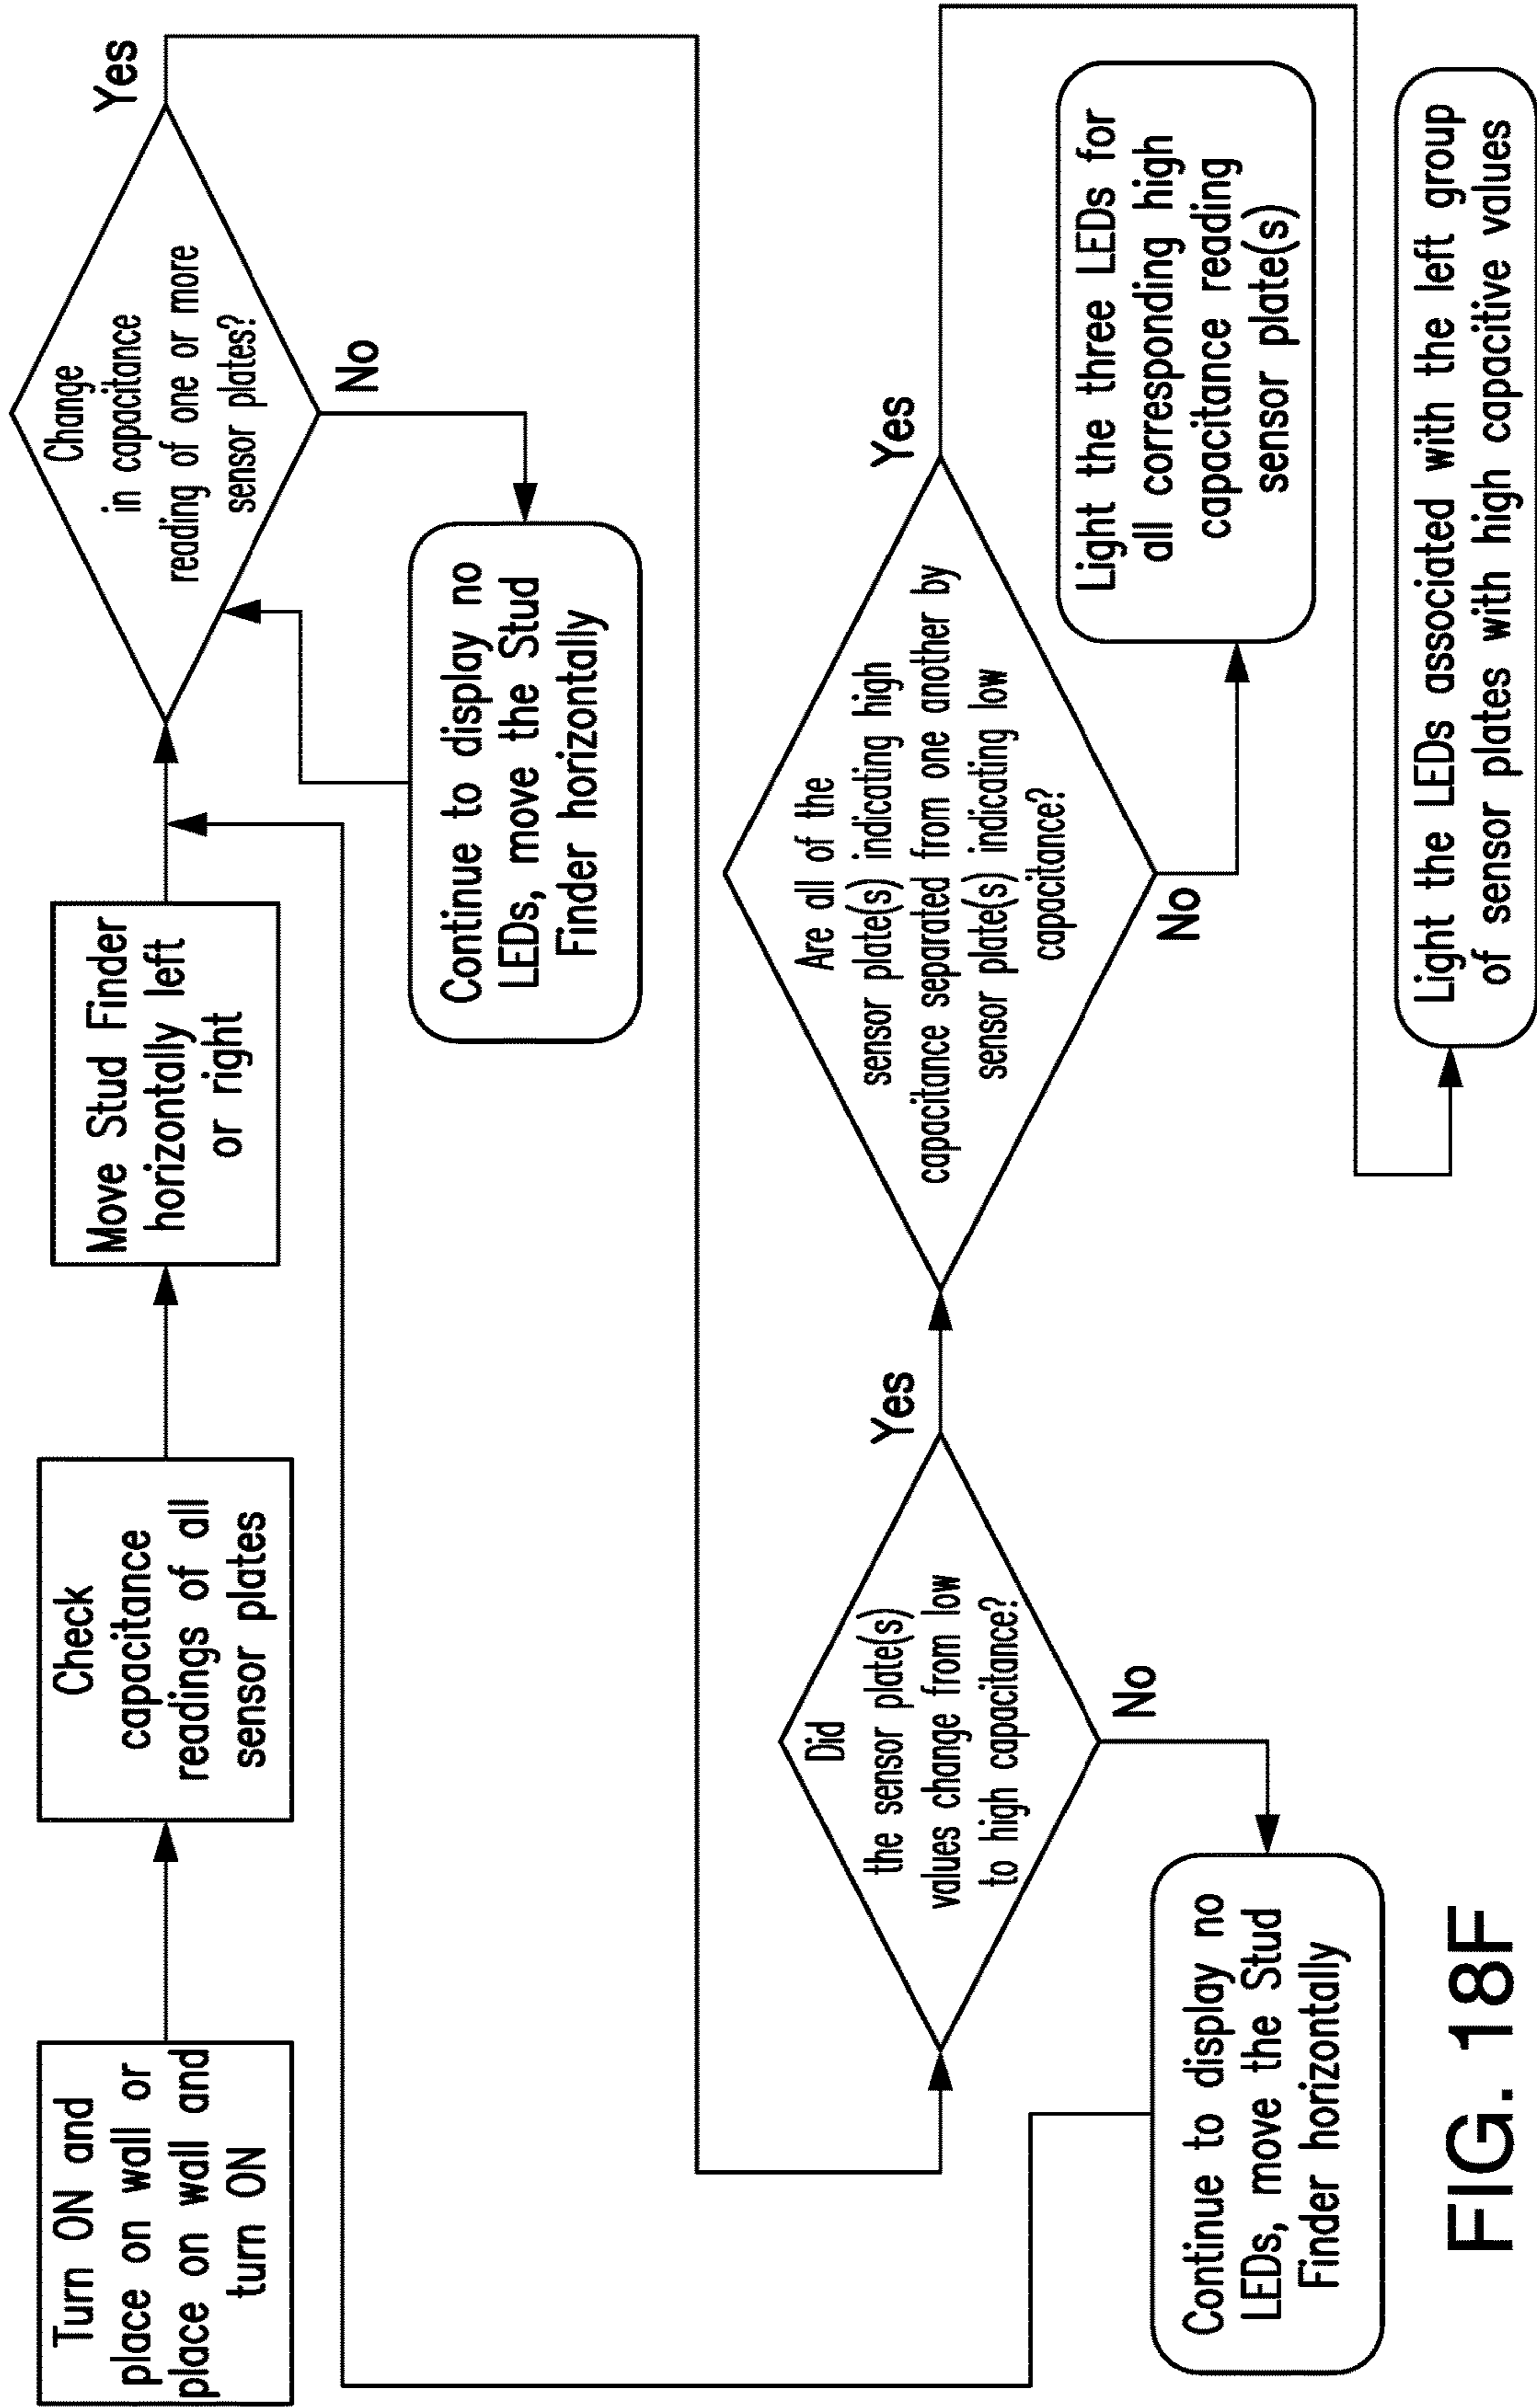 Turn ON and
place on wall or
place on wall and
turn ON
Check
capacitance
readings of all
sensor plates
Move Stud Finder
horizontally left
or right
Change
in capacitance
reading of one or more
sensor plates?
Yes
No
Continue to display no
LEDs, move the Stud
Finder horizontally
Did
the sensor plate(s)
values change from low
to high capacitance?
Yes
No
Continue to display no
LEDs, move the Stud
Finder horizontally
Are all of the
sensor plate(s) indicating high
capacitance separated from one another by
sensor plate(s) indicating low
capacitance?
Yes
No
Light the three LEDs for
all corresponding high
capacitance reading
sensor plate(s)
Light the LEDs associated with the left group
of sensor plates with high capacitive values
FIG. 18F